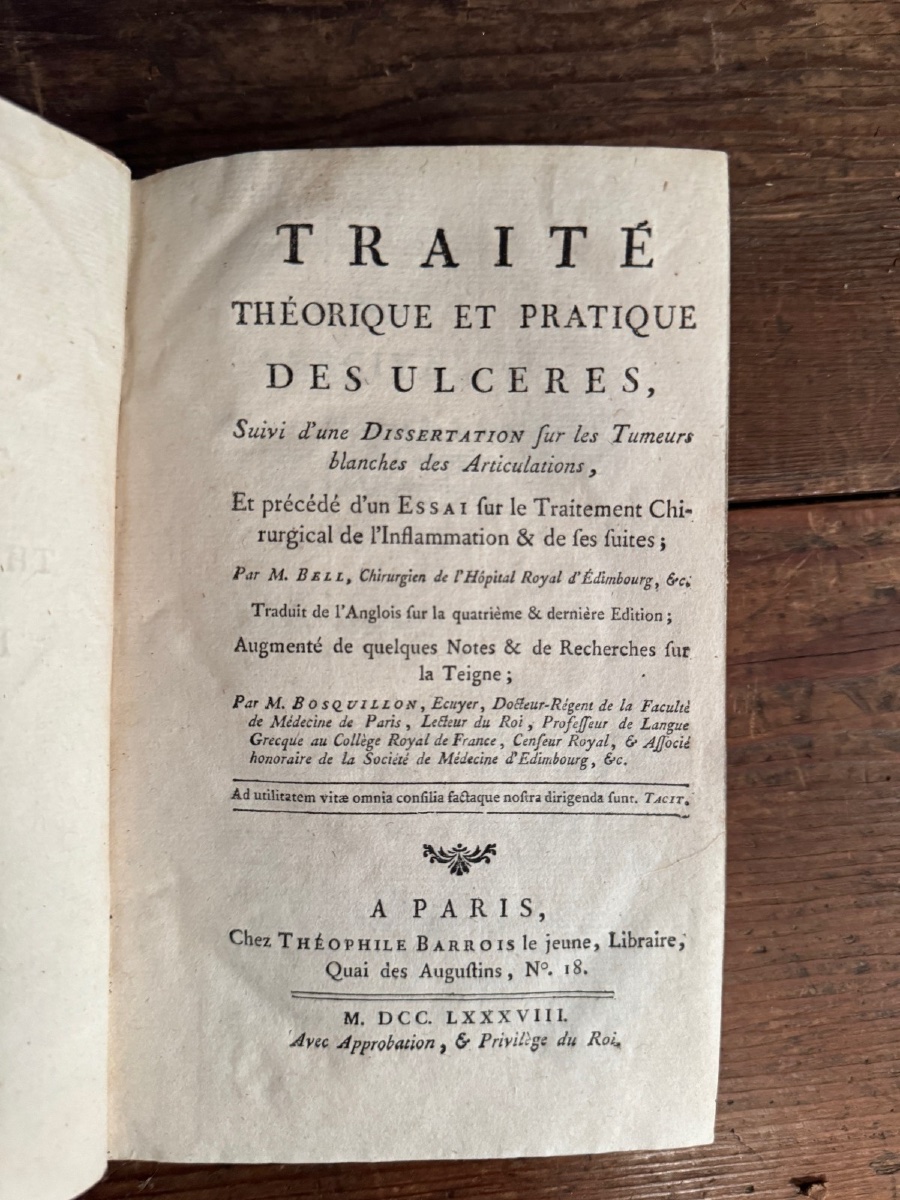 TRAITÉ
THÉORIQUE ET PRATIQUE
DES ULCERES,
Suivi d'une DISSERTATION ſur les Tumeurs
blanches des Articulations,
Et précédé d'un ESSAI ſur le Traitement Chi-
rurgical de l'Inflammation & de ſes ſuites;
Par M. BELL, Chirurgien de l'Hôpital Royal d'Édimbourg, &c.
Traduit de l'Anglois ſur la quatrième & dernière Edition;
Augmenté de quelques Notes & de Recherches ſur
la Teigne;
Par M. BOSQUILLON, Ecuyer, Docteur-Régent de la Faculté
de Médecine de Paris, Lecteur du Roi, Profeſſeur de Langue
Grecque au Collège Royal de France, Cenſeur Royal, & Aſſocié
honoraire de la Société de Médecine d'Edimbourg, &c.
Ad utilitatem vitæ omnia conſilia factaque noſtra dirigenda ſunt. TACIT.
A PARIS,
Chez THÉOPHILE BARROIS le jeune, Libraire,
Quai des Auguſtins, Nº. 18.
M. DCC. LXXXVIII.
Avec Approbation, & Privilège du Roi.